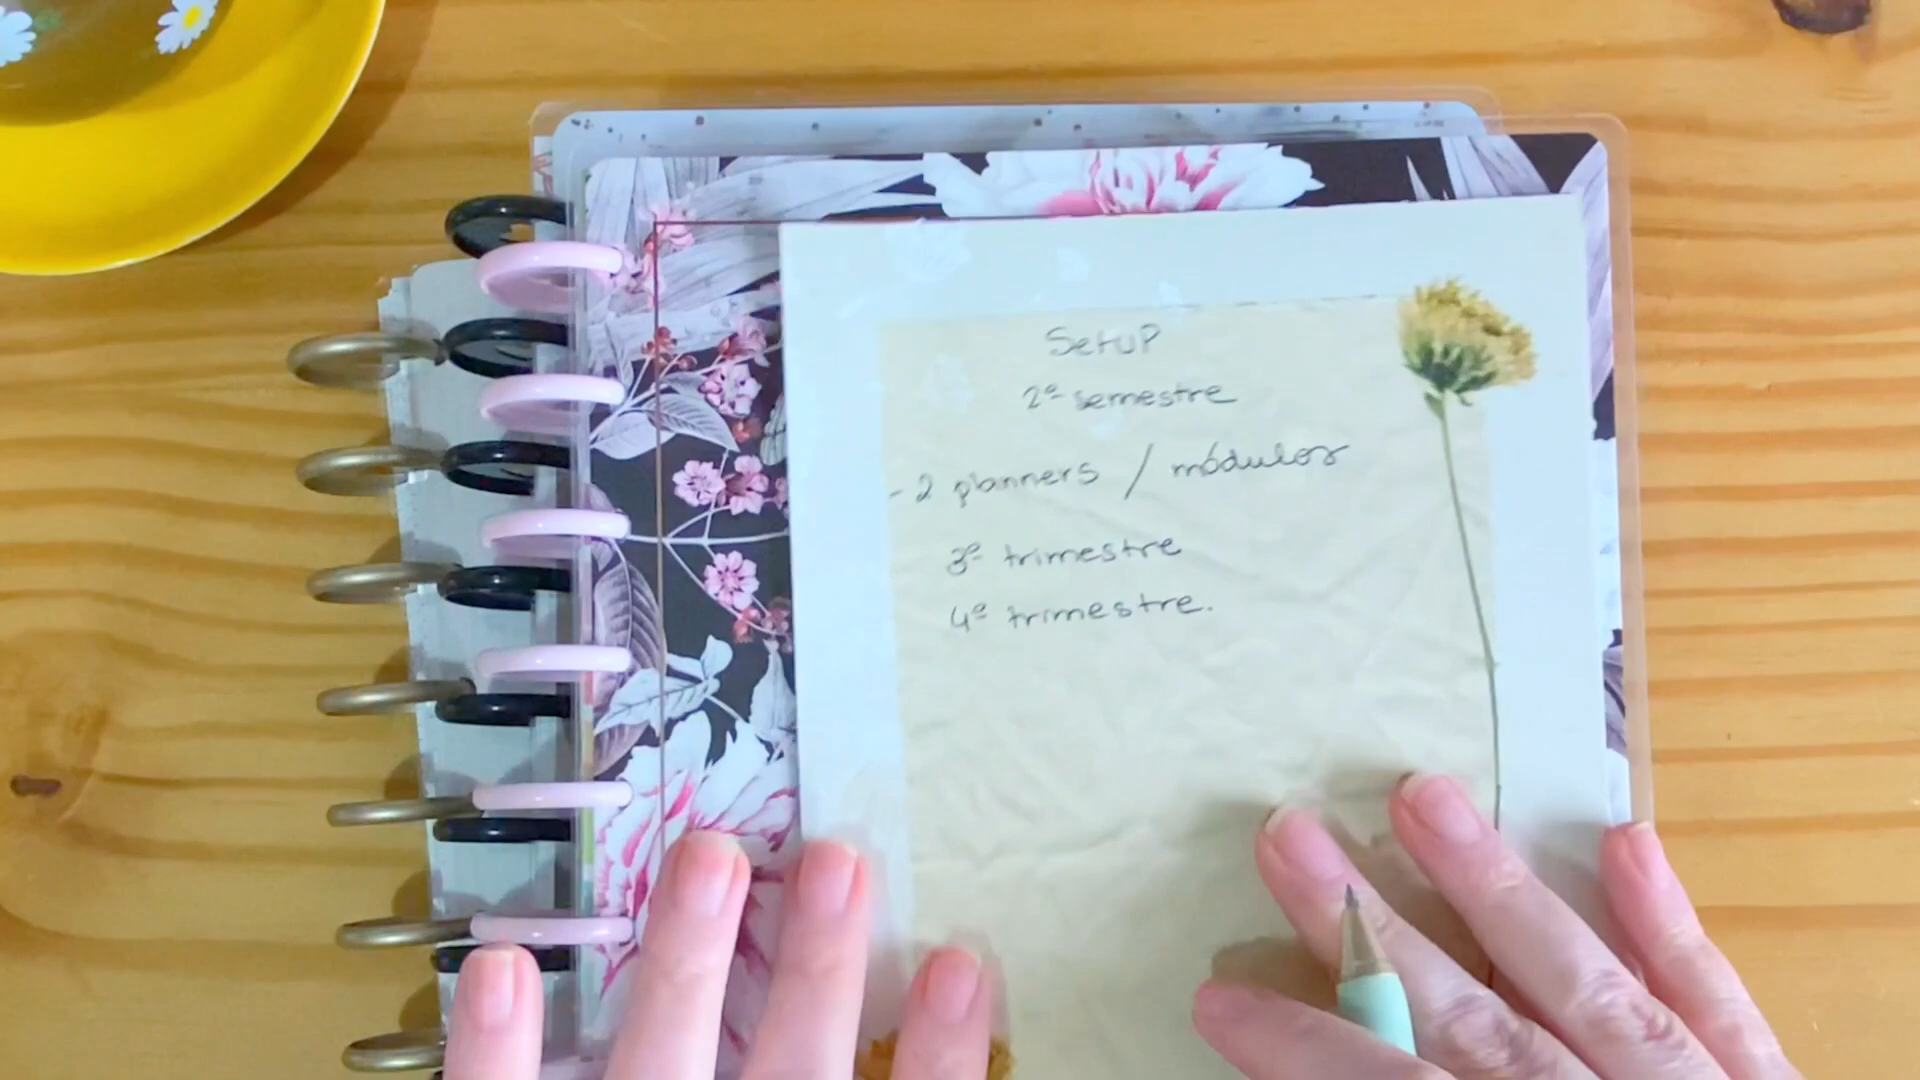 Setup
2º semestre
- 2 planners / módulos
3º trimestre
4º trimestre.